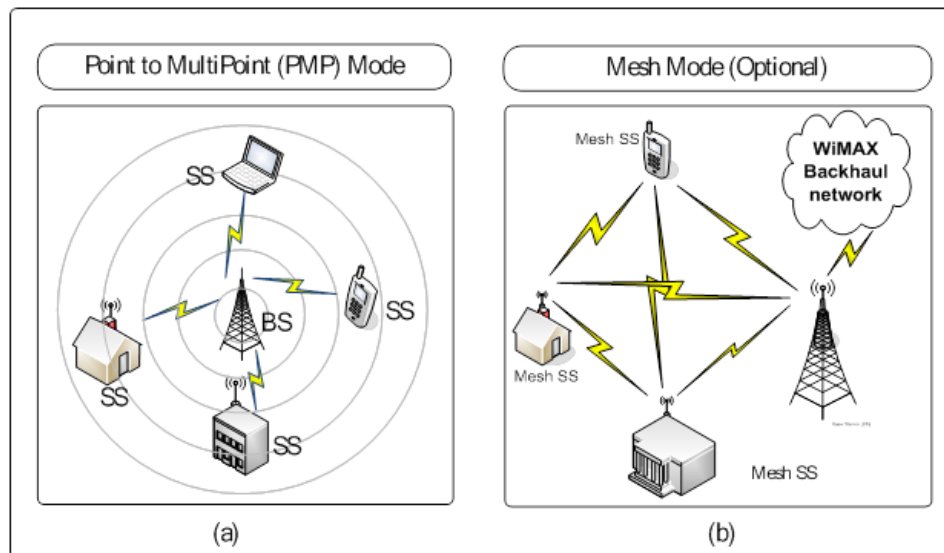 Point to MultiPoint (PMP) Mode
Mesh Mode (Optional)
SS
BS
SS
SS
SS
Mesh SS
WiMAX
Backhaul
network
Mesh SS
Mesh SS
(a)
(b)